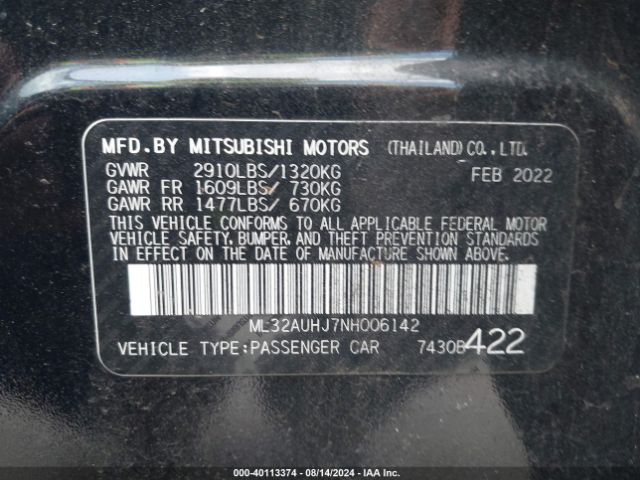 MFD.BY MITSUBISHI MOTORS (THAILAND) CO., LTD.
GVWR 2910LBS/1320KG FEB 2022
GAWR FR 1609LBS/ 730KG
GAWR RR 1477LBS/ 670KG
THIS VEHICLE CONFORMS TO ALL APPLICABLE FEDERAL MOTOR
VEHICLE SAFETY, BUMPER, AND THEFT PREVENTION STANDARDS
IN EFFECT ON THE DATE OF MANUFACTURE SHOWN ABOVE.
ML32AUHJ7NH006142
VEHICLE TYPE:PASSENGER CAR 7430B422
000-40113374 - 08/14/2024 - IAA Inc.